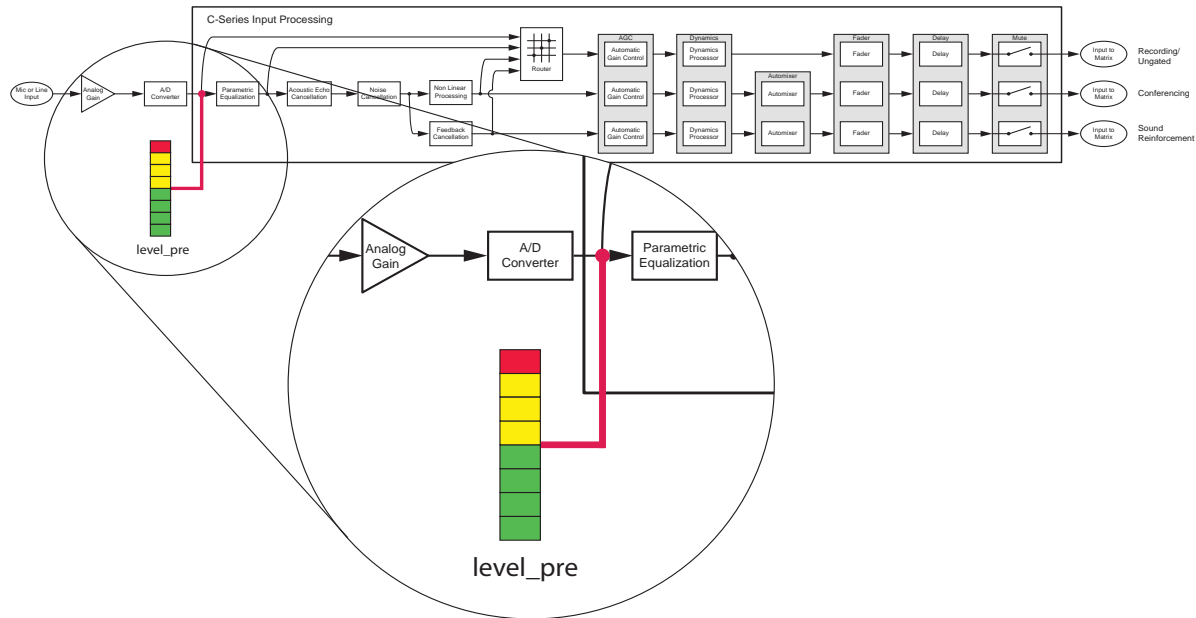 C-Series Input Processing
Mic or Line
Input
Analog
Gain
A/D
Converter
Parametric
Equalization
Acoustic Echo
Cancellation
Noise
Cancellation
Non Linear
Processing
Feedback
Cancellation
Router
AGC
Automatic
Gain Control
Automatic
Gain Control
Automatic
Gain Control
Dynamics
Dynamics
Processor
Dynamics
Processor
Dynamics
Processor
Automixer
Automixer
Automixer
Fader
Fader
Fader
Fader
Delay
Delay
Delay
Delay
Mute
Input to
Matrix
Recording/
Ungated
Input to
Matrix
Conferencing
Input to
Matrix
Sound
Reinforcement
level_pre
Analog
Gain
A/D
Converter
Parametric
Equalization
level_pre